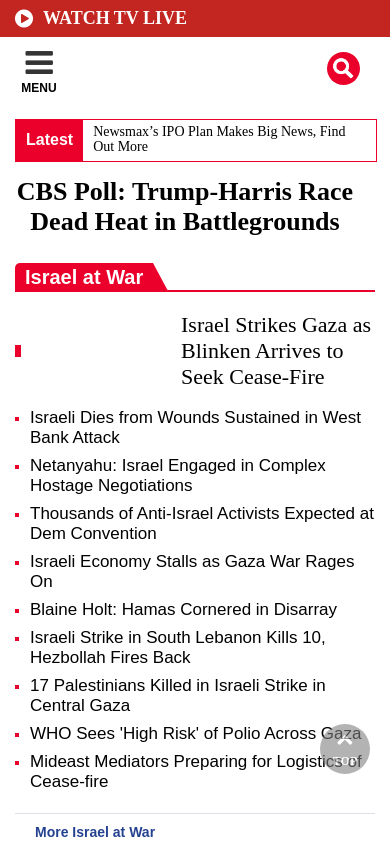 WATCH TV LIVE
MENU
Latest
Newsmax’s IPO Plan Makes Big News, Find
Out More
CBS Poll: Trump-Harris Race
Dead Heat in Battlegrounds
Israel at War
Israel Strikes Gaza as
Blinken Arrives to
Seek Cease-Fire
Israeli Dies from Wounds Sustained in West
Bank Attack
Netanyahu: Israel Engaged in Complex
Hostage Negotiations
Thousands of Anti-Israel Activists Expected at
Dem Convention
Israeli Economy Stalls as Gaza War Rages
On
Blaine Holt: Hamas Cornered in Disarray
Israeli Strike in South Lebanon Kills 10,
Hezbollah Fires Back
17 Palestinians Killed in Israeli Strike in
Central Gaza
WHO Sees 'High Risk' of Polio Across Gaza
Mideast Mediators Preparing for Logistics of
Cease-fire
TOP
More Israel at War